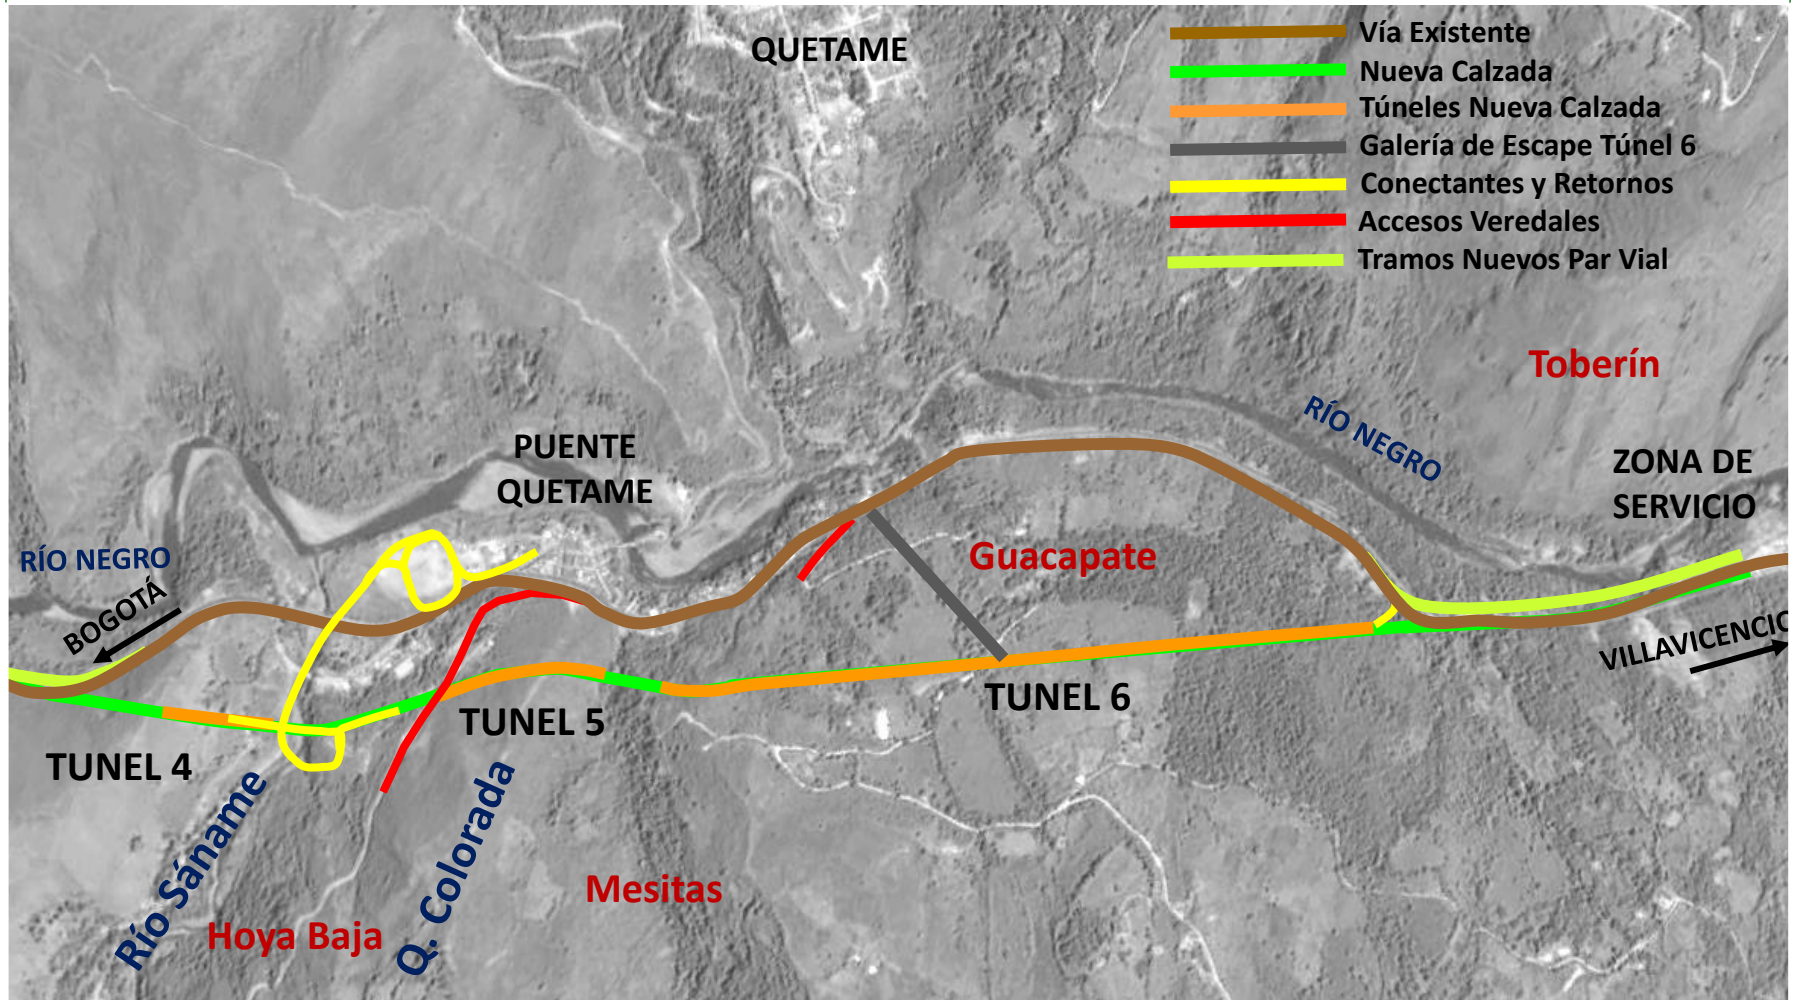 QUETAME
Vía Existente
Nueva Calzada
Túneles Nueva Calzada
Galería de Escape Túnel 6
Conectantes y Retornos
Accesos Veredales
Tramos Nuevos Par Vial
Toberín
RÍO NEGRO
PUENTE
QUETAME
ZONA DE
SERVICIO
RÍO NEGRO
Guacapate
BOGOTÁ
VILLAVICENCIO
TUNEL 6
TUNEL 5
TUNEL 4
Río Sáname
Q. Colorada
Mesitas
Hoya Baja